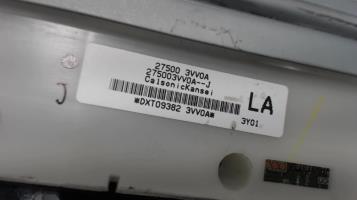 27500 3VV0A
275003VV0A--J
CalsonicKansei
J
LA
*DXT09382 3VV0A*
3Y01